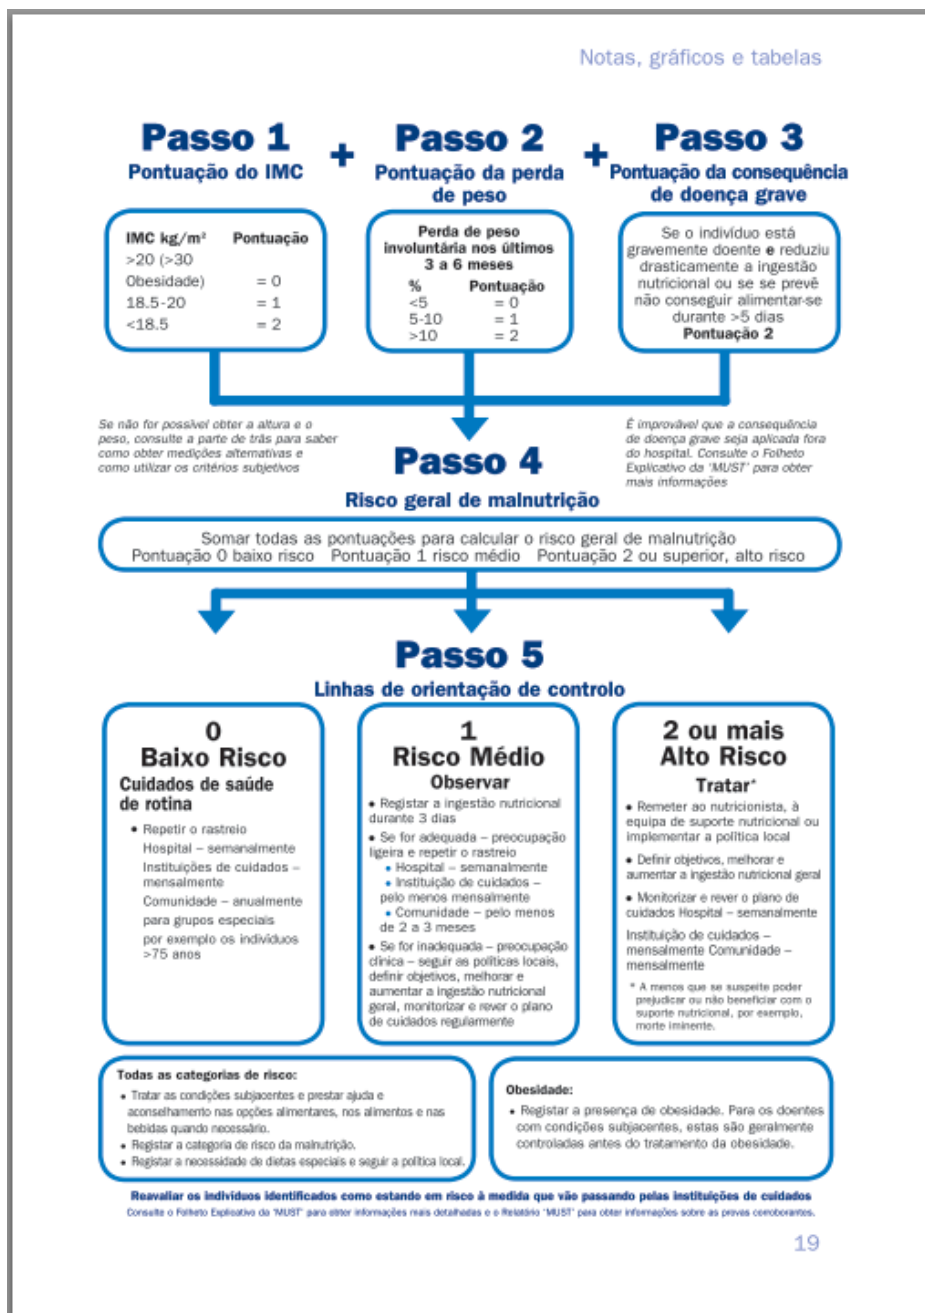 Notas, gráficos e tabelas
Passo 1
Pontuação do IMC
+
Passo 2
Pontuação da perda
de peso
+
Passo 3
Pontuação da consequência
de doença grave
IMC kg/m² Pontuação
>20 (>30
Obesidade) = 0
18.5-20 = 1
<18.5 = 2
Perda de peso
involuntária nos últimos
3 a 6 meses
% Pontuação
<5 = 0
5-10 = 1
>10 = 2
Se o indivíduo está
gravemente doente e reduziu
drasticamente a ingestão
nutricional ou se se prevê
não conseguir alimentar-se
durante >5 dias
Pontuação 2
Se não for possível obter a altura e o
peso, consulte a parte de trás para saber
como obter medições alternativas e
como utilizar os critérios subjetivos
É improvável que a consequência
de doença grave seja aplicada fora
do hospital. Consulte o Folheto
Explicativo da 'MUST' para obter
mais informações
Passo 4
Risco geral de malnutrição
Somar todas as pontuações para calcular o risco geral de malnutrição
Pontuação 0 baixo risco Pontuação 1 risco médio Pontuação 2 ou superior, alto risco
Passo 5
Linhas de orientação de controlo
0
Baixo Risco
Cuidados de saúde
de rotina
• Repetir o rastreio
Hospital – semanalmente
Instituições de cuidados –
mensalmente
Comunidade – anualmente
para grupos especiais
por exemplo os indivíduos
>75 anos
1
Risco Médio
Observar
• Registar a ingestão nutricional
durante 3 dias
• Se for adequada – preocupação
ligeira e repetir o rastreio
• Hospital – semanalmente
• Instituição de cuidados –
pelo menos mensalmente
• Comunidade – pelo menos
de 2 a 3 meses
• Se for inadequada – preocupação
clínica – seguir as políticas locais,
definir objetivos, melhorar e
aumentar a ingestão nutricional
geral, monitorizar e rever o plano
de cuidados regularmente
2 ou mais
Alto Risco
Tratar*
• Remeter ao nutricionista, à
equipa de suporte nutricional ou
implementar a política local
• Definir objetivos, melhorar e
aumentar a ingestão nutricional geral
• Monitorizar e rever o plano de
cuidados Hospital – semanalmente
Instituição de cuidados –
mensalmente Comunidade –
mensalmente
* A menos que se suspeite poder
prejudicar ou não beneficiar com o
suporte nutricional, por exemplo,
morte iminente.
Todas as categorias de risco:
• Tratar as condições subjacentes e prestar ajuda e
aconselhamento nas opções alimentares, nos alimentos e nas
bebidas quando necessário.
• Registar a categoria de risco da malnutrição.
• Registar a necessidade de dietas especiais e seguir a política local.
Obesidade:
• Registar a presença de obesidade. Para os doentes
com condições subjacentes, estas são geralmente
controladas antes do tratamento da obesidade.
Reavaliar os indivíduos identificados como estando em risco à medida que vão passando pelas instituições de cuidados
Consulte o Folheto Explicativo da 'MUST' para obter informações mais detalhadas e o Relatório 'MUST' para obter informações sobre as provas corroborantes.
19